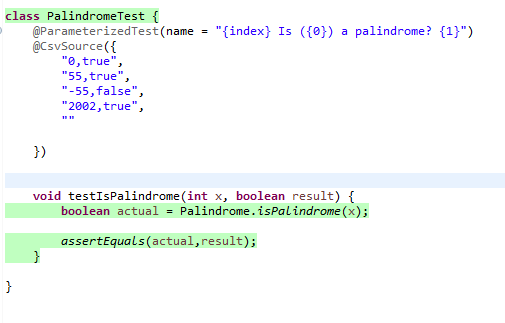 class PalindromeTest {
@ParameterizedTest(name = "{index} Is ({0}) a palindrome? {1}")
@CsvSource({
"0,true",
"55,true",
"-55,false",
"2002,true",
""
})
void testIsPalindrome(int x, boolean result) {
boolean actual = Palindrome.isPalindrome(x);
assertEquals(actual,result);
}
}